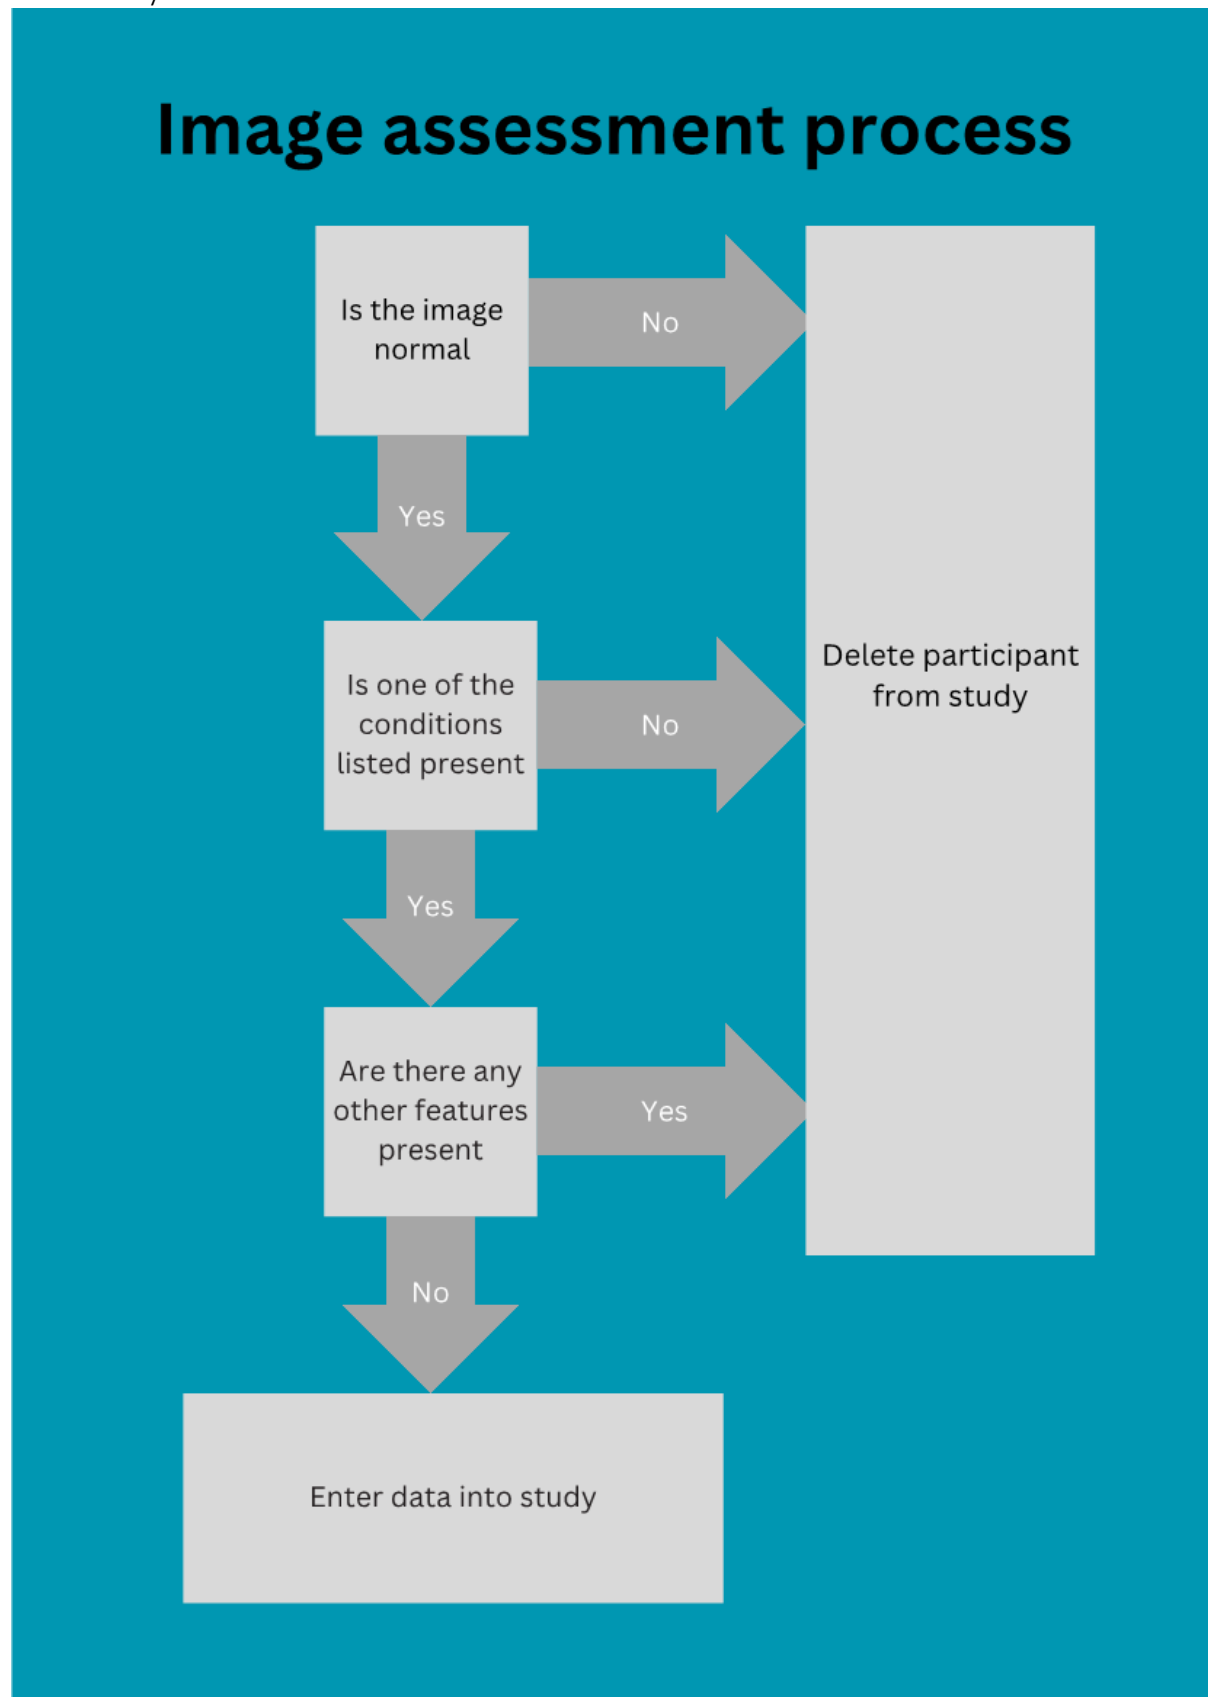 Image assessment process
Is the image
normal
No
Yes
Is one of the
conditions
listed present
No
Delete participant
from study
Yes
Are there any
other features
present
Yes
No
Enter data into study